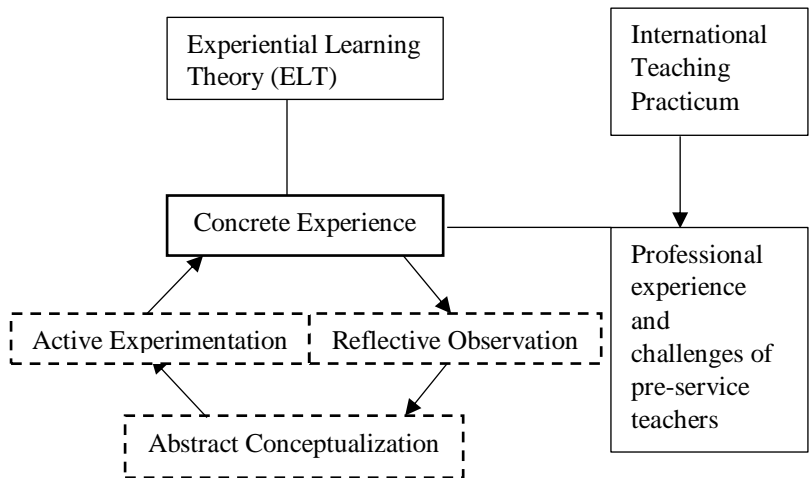 Experiential Learning
Theory (ELT)
International
Teaching
Practicum
Concrete Experience
Professional
experience
and
challenges of
pre-service
teachers
Active Experimentation
Reflective Observation
Abstract Conceptualization